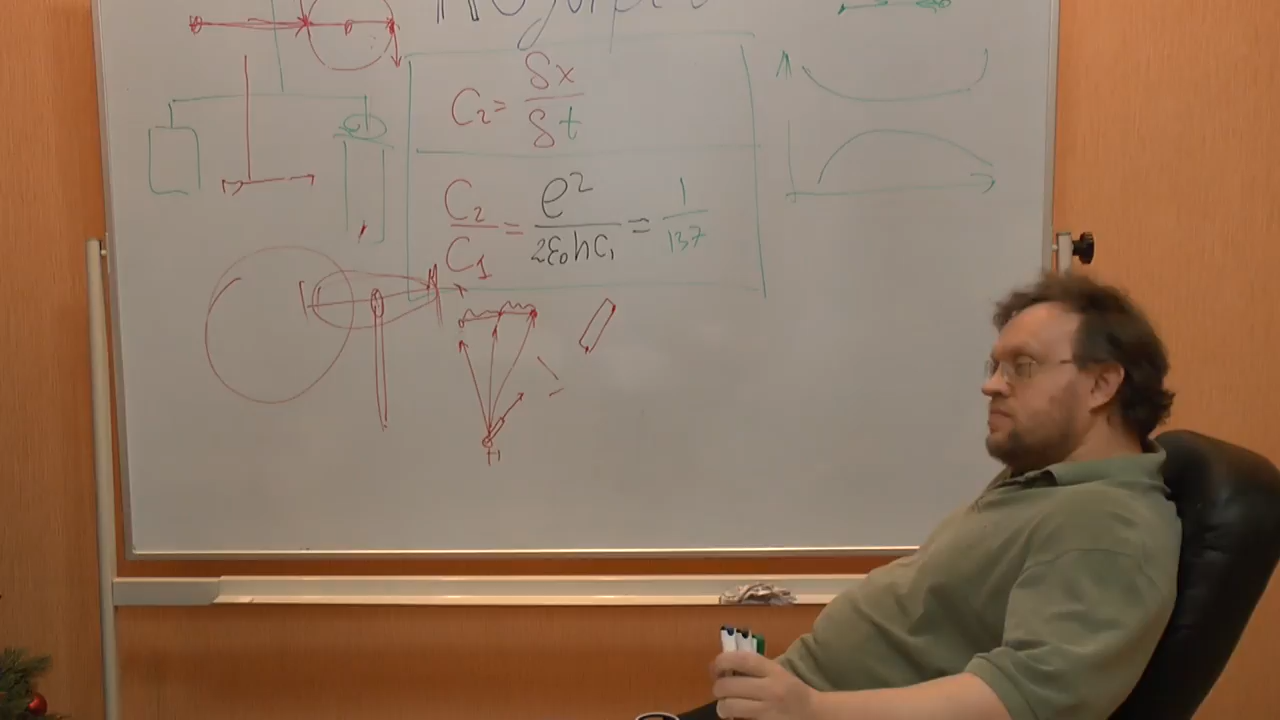 C₂ = δx / δt
C₂ / C₁ = e² / 2ε₀hC₁ = 1 / 137